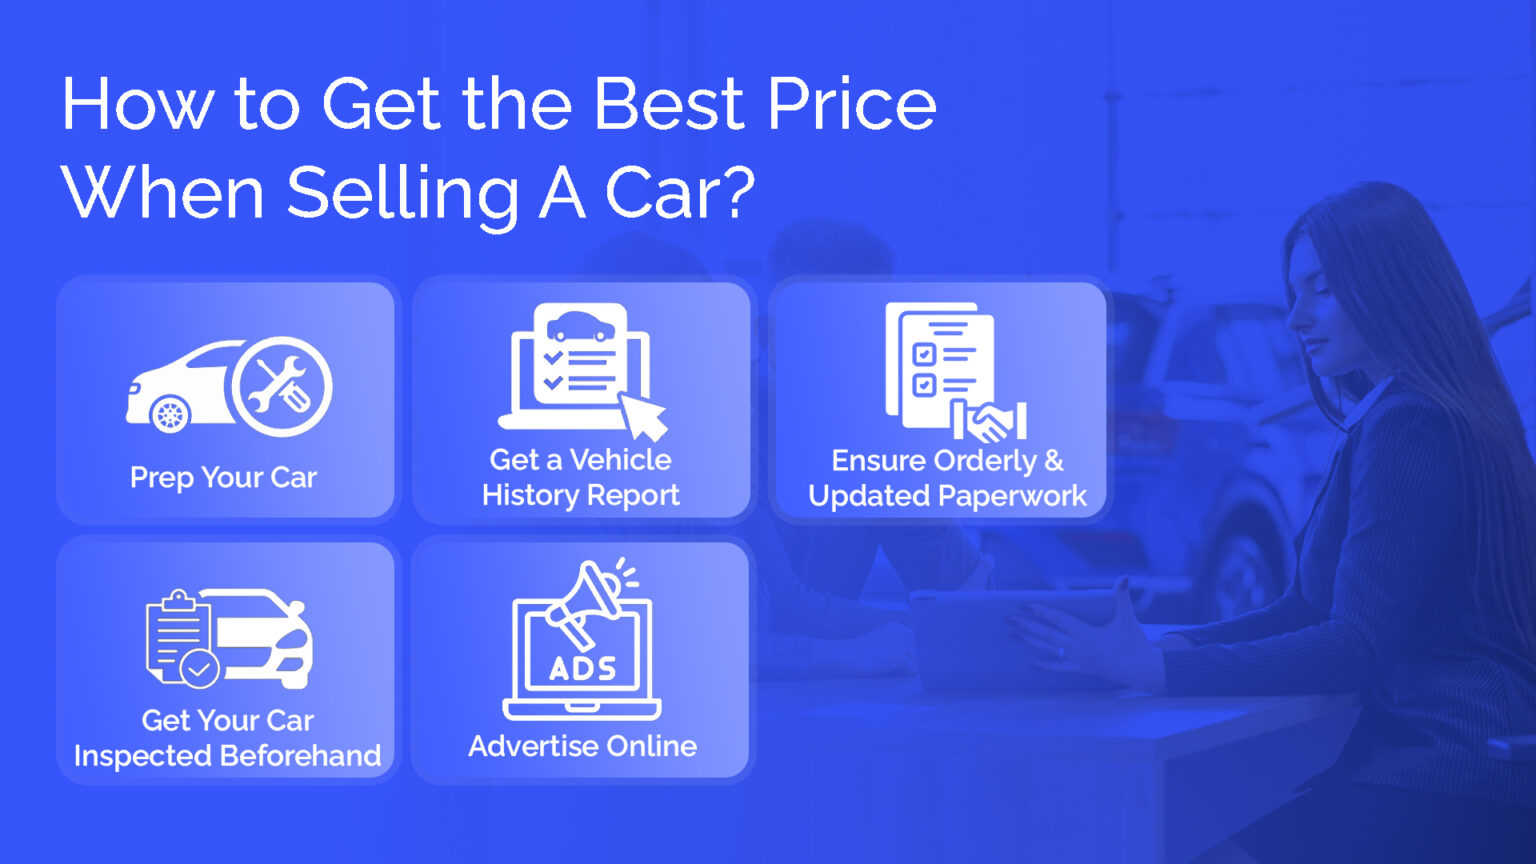 How to Get the Best Price
When Selling A Car?
Prep Your Car
Get a Vehicle
History Report
Ensure Orderly &
Updated Paperwork
Get Your Car
Inspected Beforehand
ADS
Advertise Online